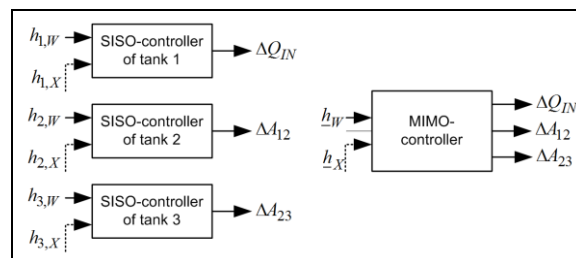 h1,W
SISO-controller
of tank 1
ΔQIN
h1,X
h2,W
SISO-controller
of tank 2
ΔA12
h2,X
h3,W
SISO-controller
of tank 3
ΔA23
h3,X
hW
hX
MIMO-
controller
ΔQIN
ΔA12
ΔA23